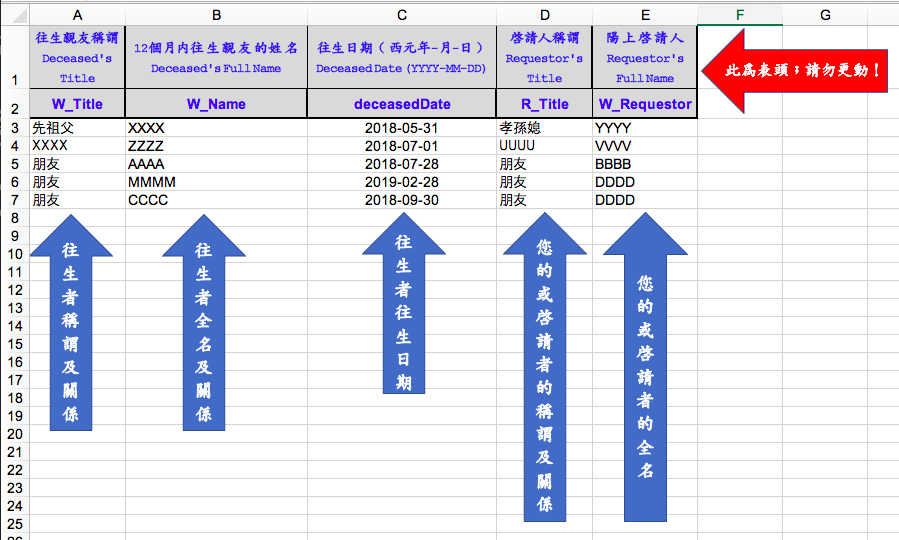 A B C D E F G
1
往生親友稱謂
Deceased's
Title
12個月內往生親友的姓名
Deceased's Full Name
往生日期（西元年-月-日）
Deceased Date (YYYY-MM-DD)
啓請人稱謂
Requestor's
Title
陽上啓請人
Requestor's
Full Name
此為表頭；請勿更動！
2 W_Title W_Name deceasedDate R_Title W_Requestor
3 先祖父 XXXX 2018-05-31 孝孫媳 YYYY
4 XXXX ZZZZ 2018-07-01 UUUU VVVV
5 朋友 AAAA 2018-07-28 朋友 BBBB
6 朋友 MMMM 2019-02-28 朋友 DDDD
7 朋友 CCCC 2018-09-30 朋友 DDDD
8
9
10
11
12
13
14
15
16
17
18
19
20
21
22
23
24
25
往生者稱謂及關係
往生者全名及關係
往生者往生日期
您的或啓請者的稱謂及關係
您的或啓請者的全名